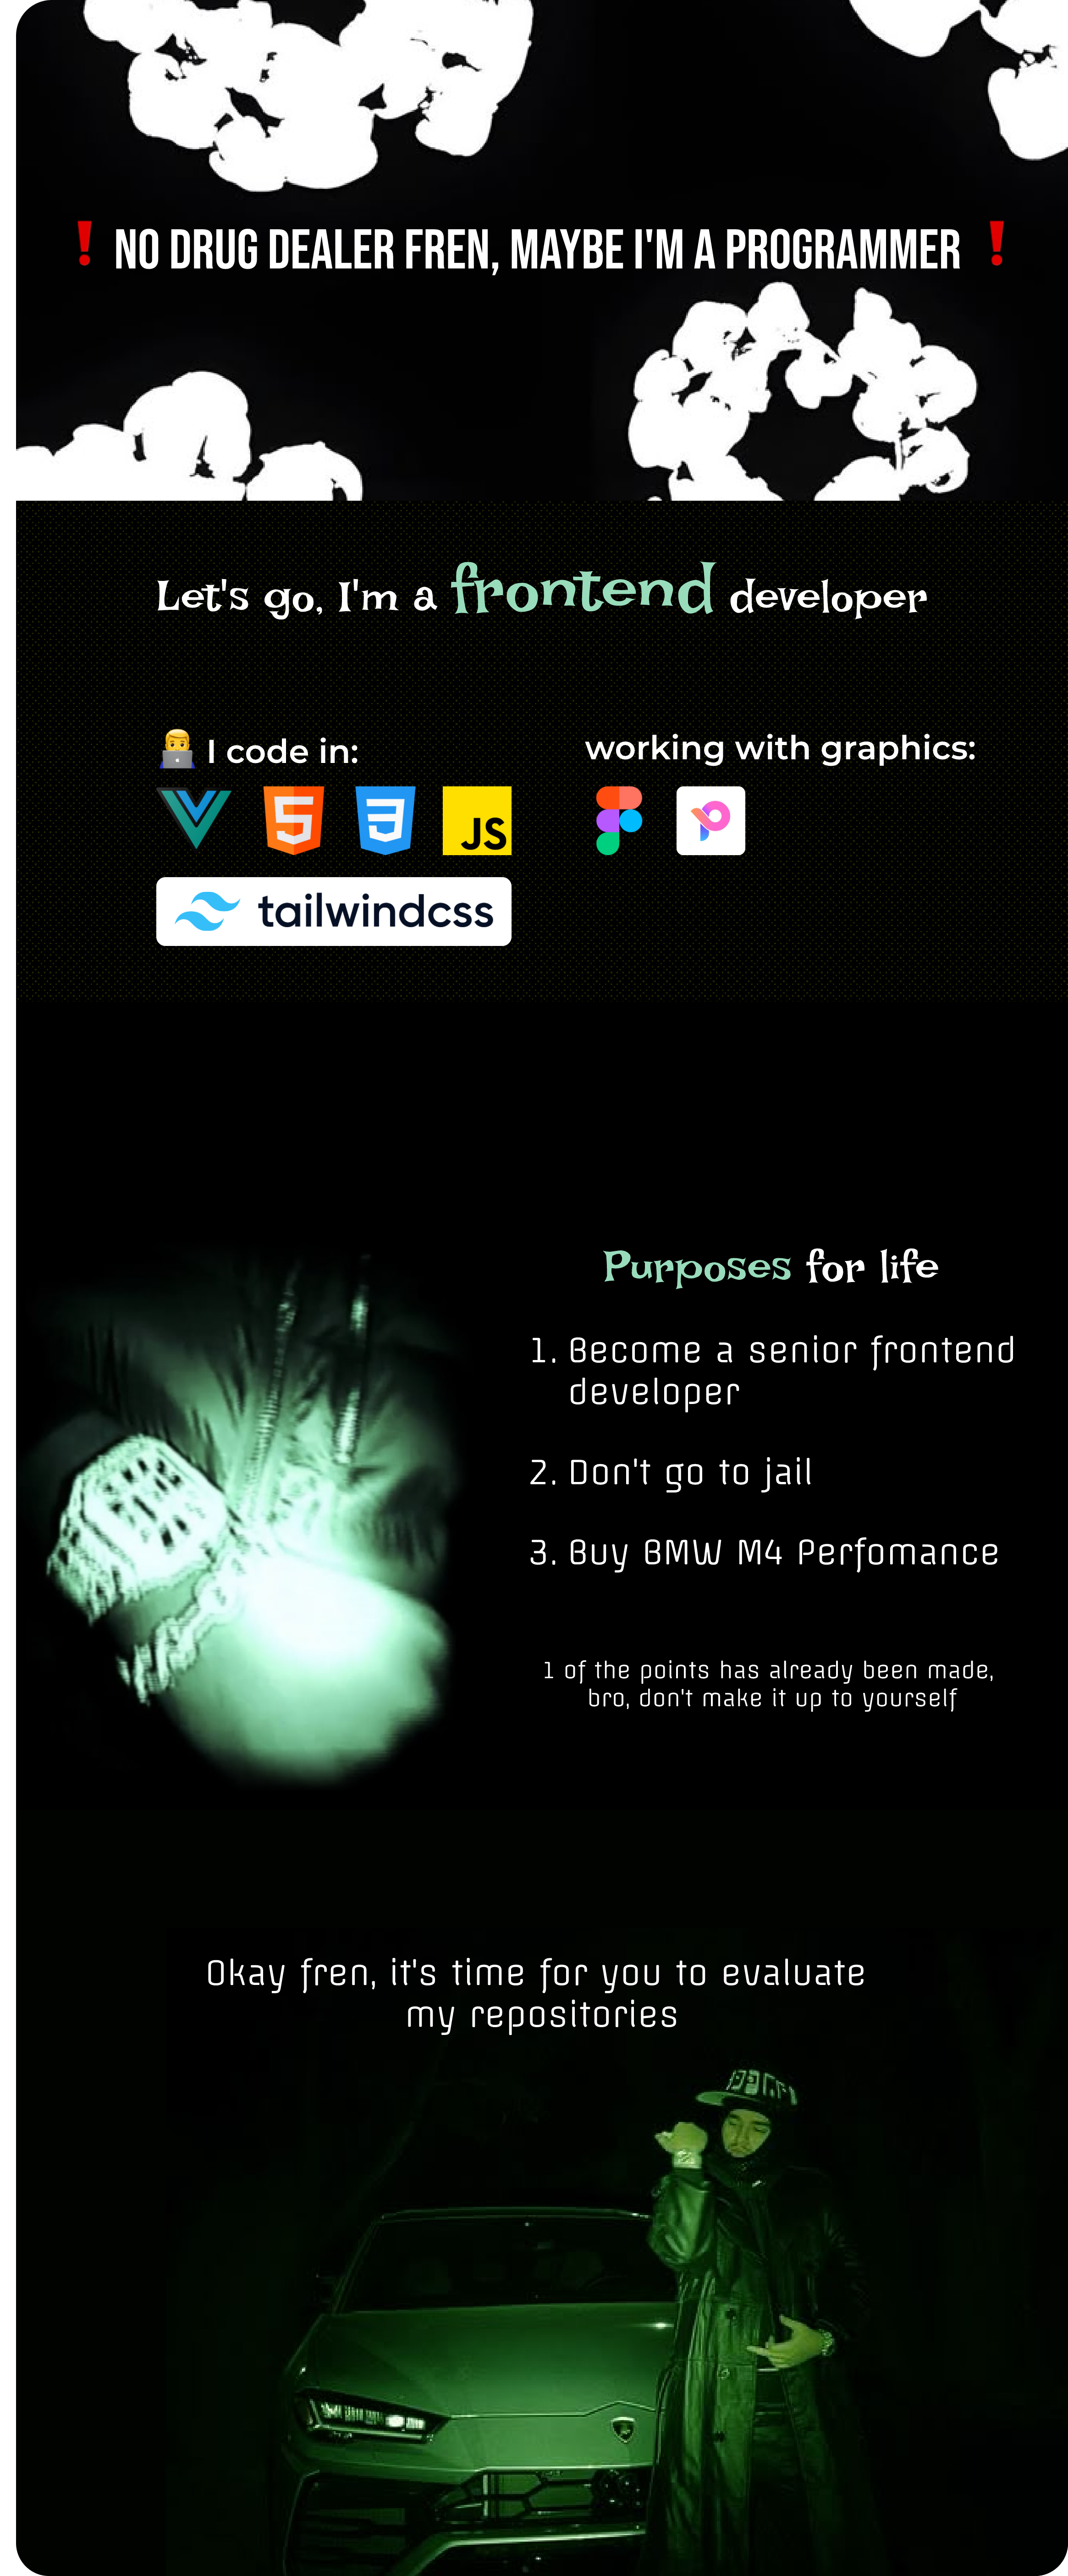 ❗ NO DRUG DEALER FREN, MAYBE I'M A PROGRAMMER ❗
Let's go, I'm a frontend developer
👨‍💻 I code in:
working with graphics:
5
3
JS
tailwindcss
Purposes for life
1. Become a senior frontend
developer
2. Don't go to jail
3. Buy BMW M4 Perfomance
1 of the points has already been made,
bro, don't make it up to yourself
Okay fren, it's time for you to evaluate
my repositories